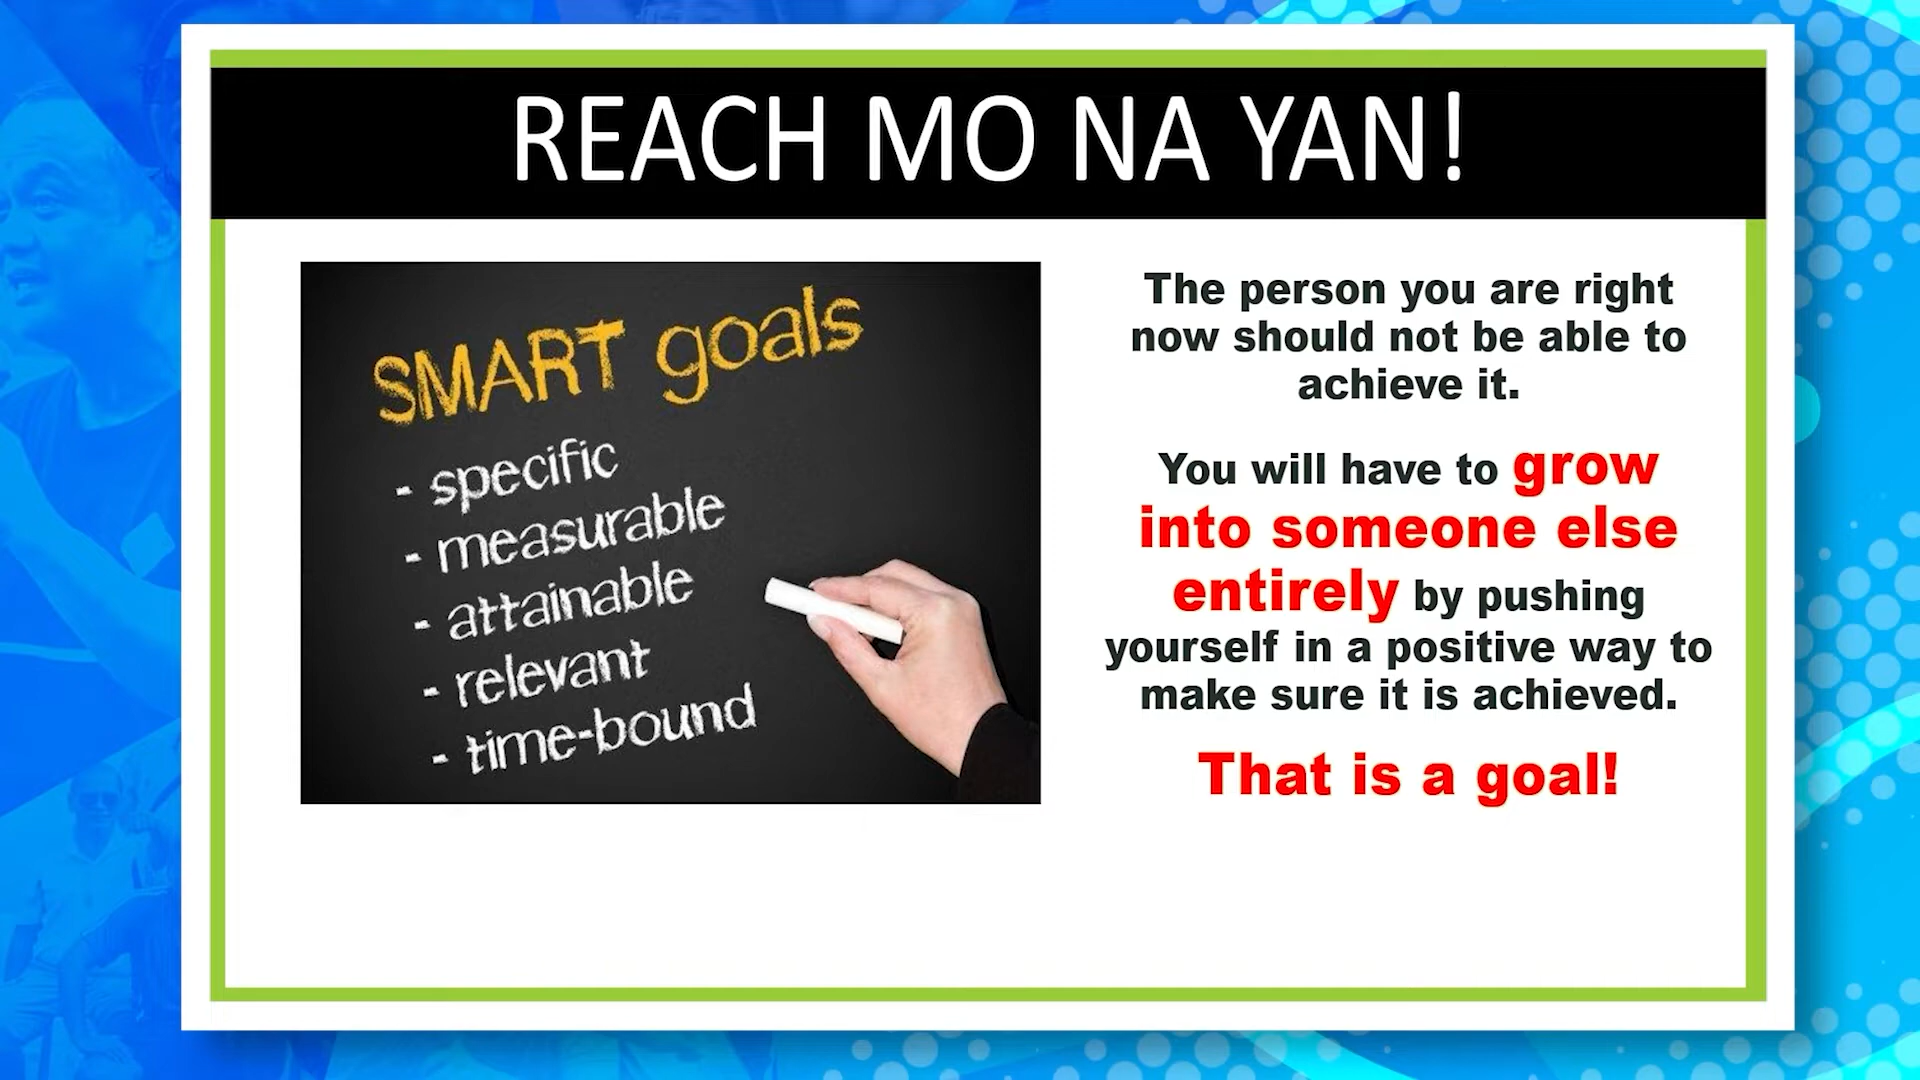 REACH MO NA YAN!
SMART goals
- specific
- measurable
- attainable
- relevant
- time-bound
The person you are right
now should not be able to
achieve it.
You will have to grow
into someone else
entirely by pushing
yourself in a positive way to
make sure it is achieved.
That is a goal!